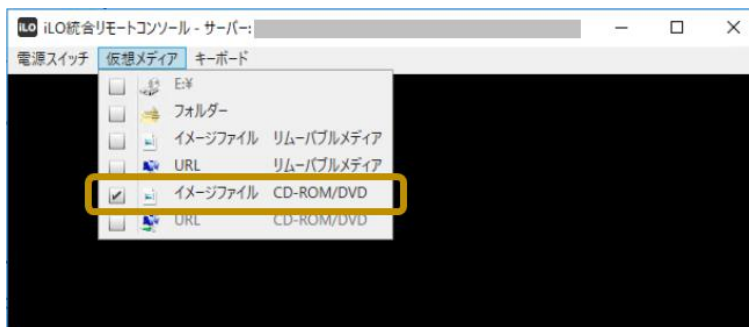 iLO iLO統合リモートコンソール - サーバー:
電源スイッチ 仮想メディア キーボード
E:¥
フォルダー
イメージファイル リムーバブルメディア
URL リムーバブルメディア
イメージファイル CD-ROM/DVD
URL CD-ROM/DVD